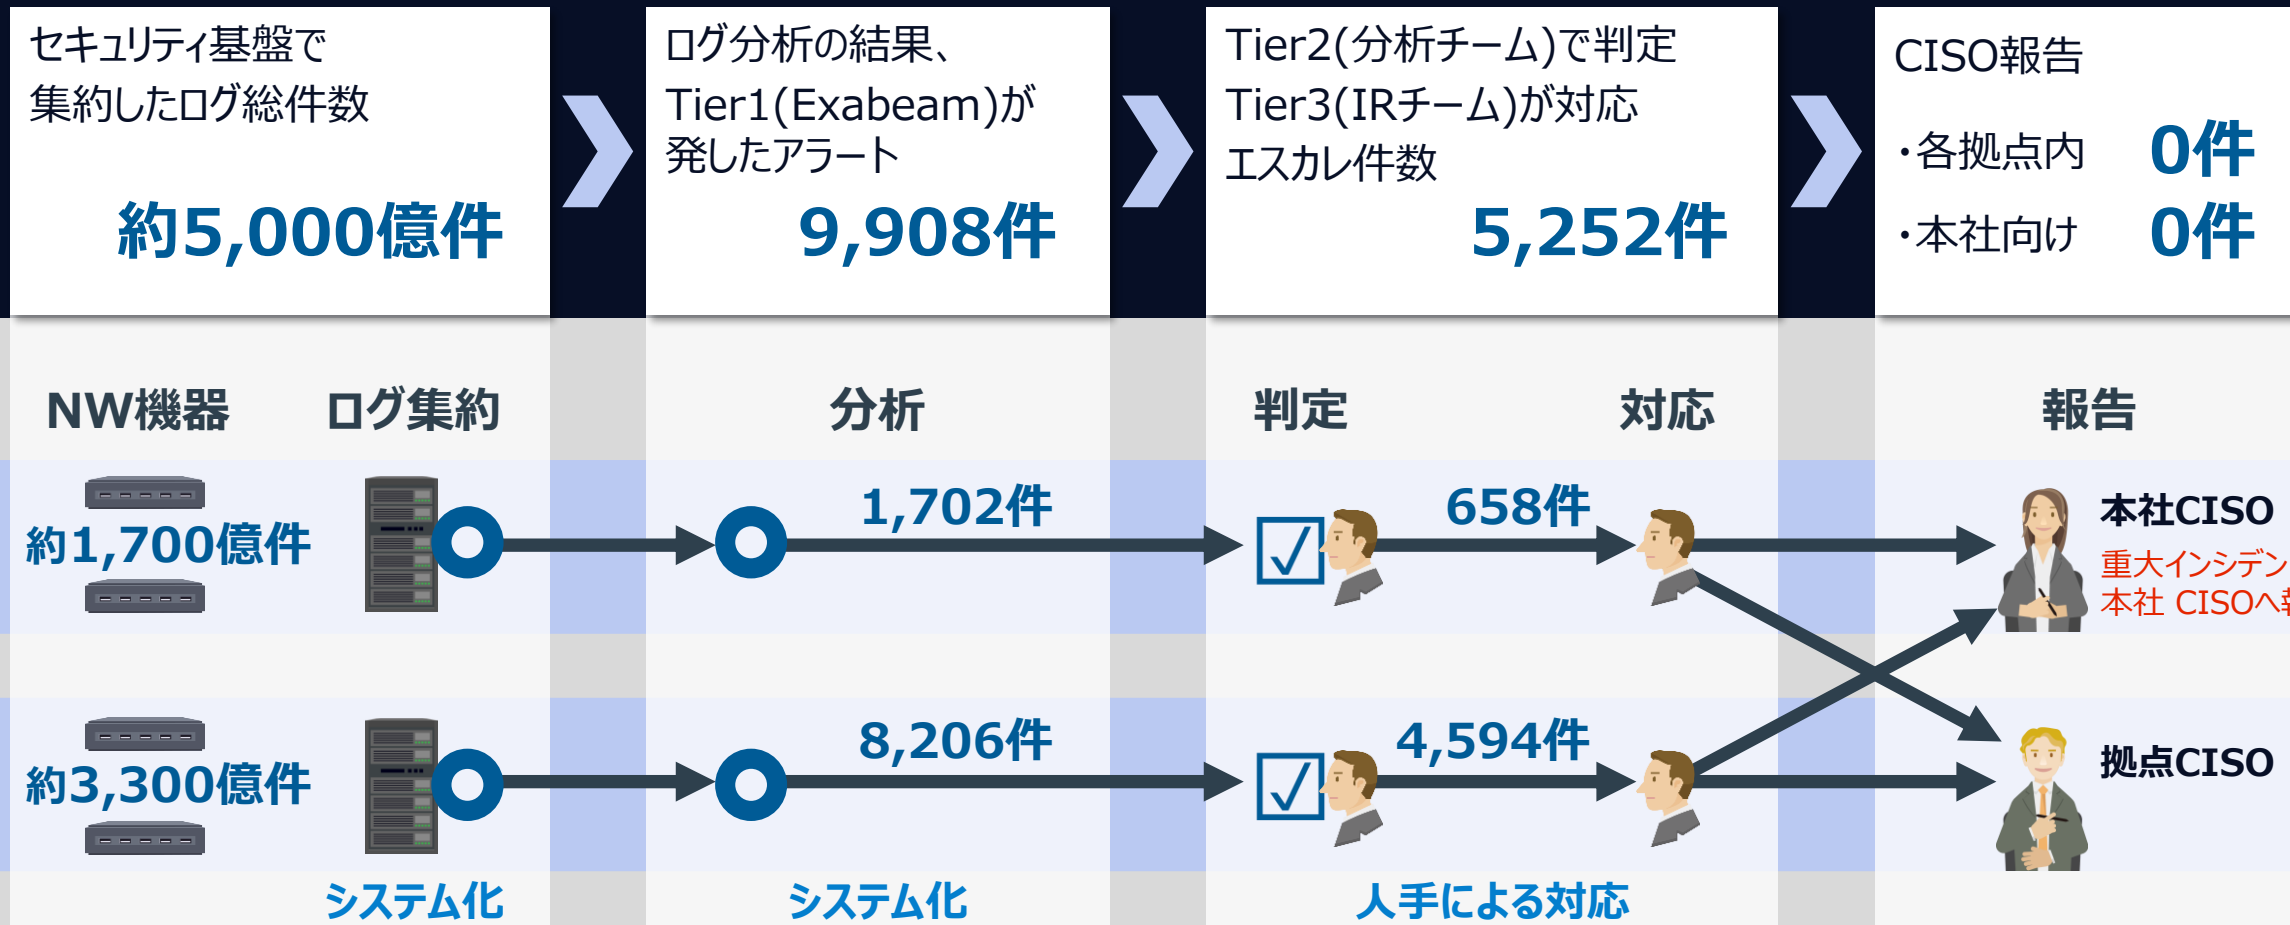 セキュリティ基盤で
集約したログ総件数
約5,000億件
ログ分析の結果、
Tier1(Exabeam)が
発したアラート
9,908件
Tier2(分析チーム)で判定
Tier3(IRチーム)が対応
エスカレ件数
5,252件
CISO報告
・各拠点内 0件
・本社向け 0件
NW機器 ログ集約 分析 判定 対応 報告
約1,700億件
1,702件
658件
本社CISO
重大インシデン
本社 CISOへ
約3,300億件
8,206件
4,594件
拠点CISO
システム化 システム化 人手による対応